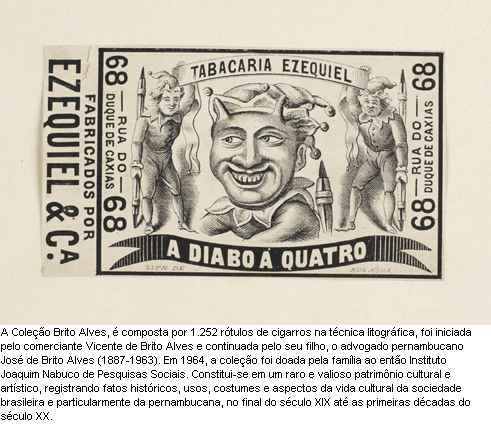 TABACARIA EZEQUIEL
68 — RUA DO — 68
DUQUE DE CAXIAS
68 — RUA DO — 68
DUQUE DE CAXIAS
FABRICADOS POR
EZEQUIEL & Cª
A DIABO A QUATRO
A Coleção Brito Alves, é composta por 1.252 rótulos de cigarros na técnica litográfica, foi iniciada
pelo comerciante Vicente de Brito Alves e continuada pelo seu filho, o advogado pernambucano
José de Brito Alves (1887-1963). Em 1964, a coleção foi doada pela família ao então Instituto
Joaquim Nabuco de Pesquisas Sociais. Constitui-se em um raro e valioso patrimônio cultural e
artístico, registrando fatos históricos, usos, costumes e aspectos da vida cultural da sociedade
brasileira e particularmente da pernambucana, no final do século XIX até as primeiras décadas do
século XX.